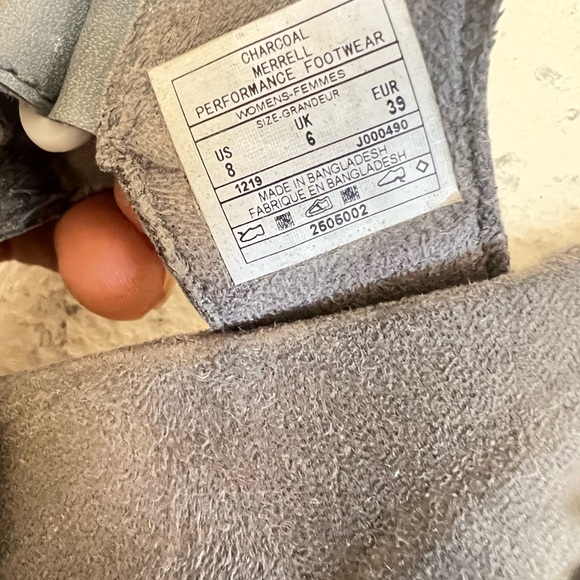 CHARCOAL
MERRELL
PERFORMANCE FOOTWEAR
WOMENS-FEMMES
SIZE-GRANDEUR
US UK EUR
8 6 39
1219 J000490
MADE IN BANGLADESH
FABRIQUE EN BANGLADESH
2605002